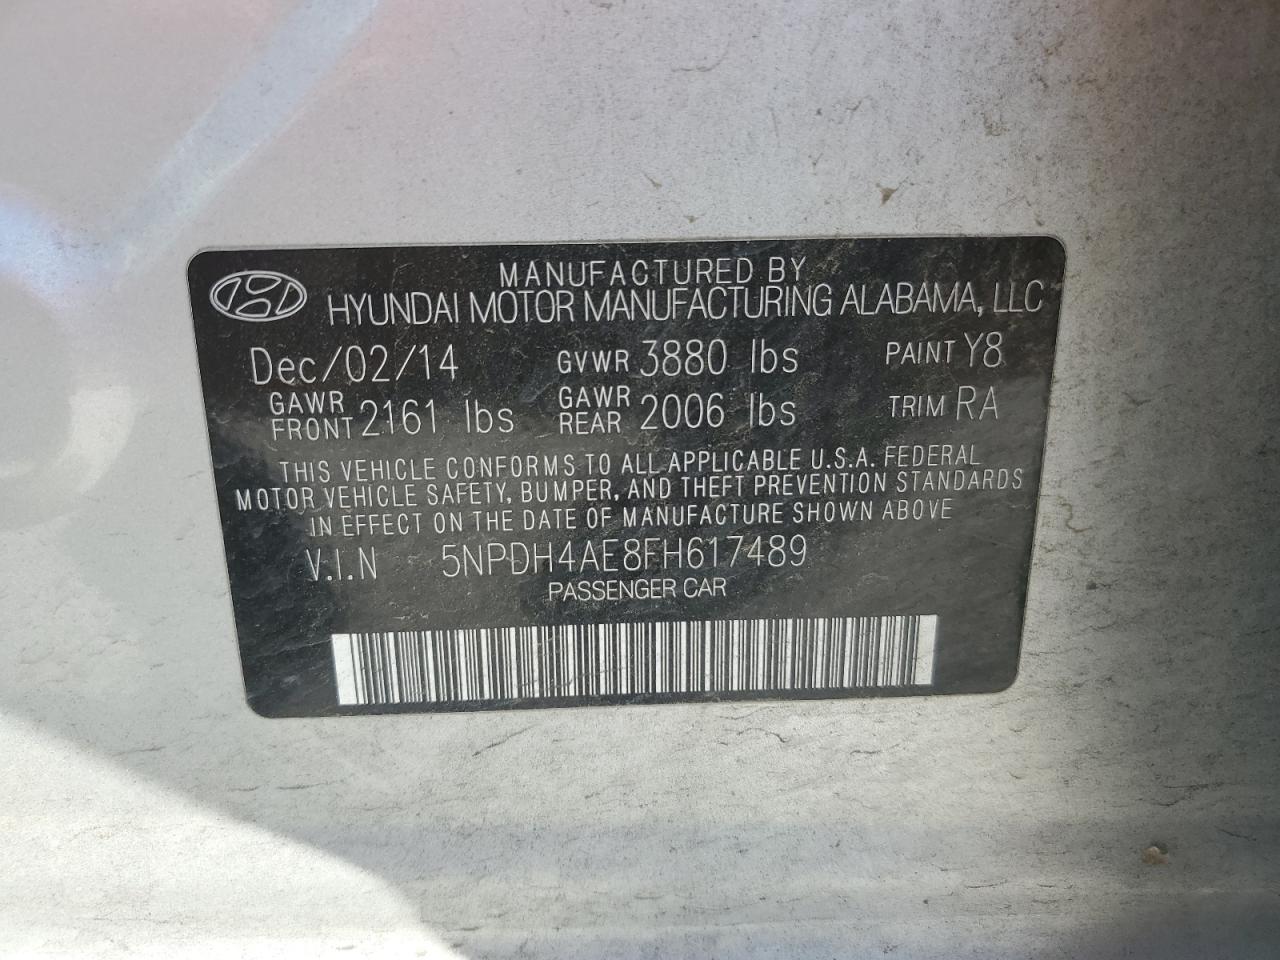 MANUFACTURED BY
HYUNDAI MOTOR MANUFACTURING ALABAMA, LLC
Dec/02/14 GVWR 3880 lbs PAINT Y8
GAWR FRONT 2161 lbs GAWR REAR 2006 lbs TRIM RA
THIS VEHICLE CONFORMS TO ALL APPLICABLE U.S.A. FEDERAL
MOTOR VEHICLE SAFETY, BUMPER, AND THEFT PREVENTION STANDARDS
IN EFFECT ON THE DATE OF MANUFACTURE SHOWN ABOVE
V.I.N 5NPDH4AE8FH617489
PASSENGER CAR